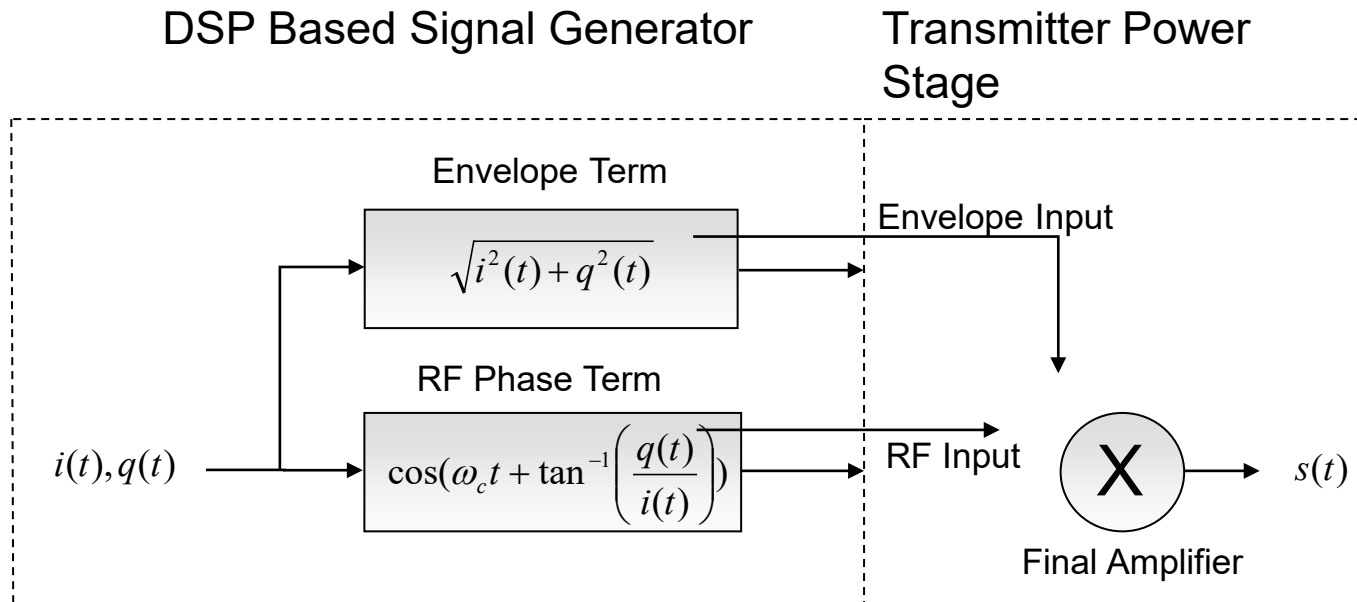 DSP Based Signal Generator
Transmitter Power
Stage
Envelope Term
Envelope Input
√(i²(t) + q²(t))
RF Phase Term
i(t), q(t)
cos(ω_c t + tan⁻¹(q(t)/i(t)))
RF Input
X
s(t)
Final Amplifier